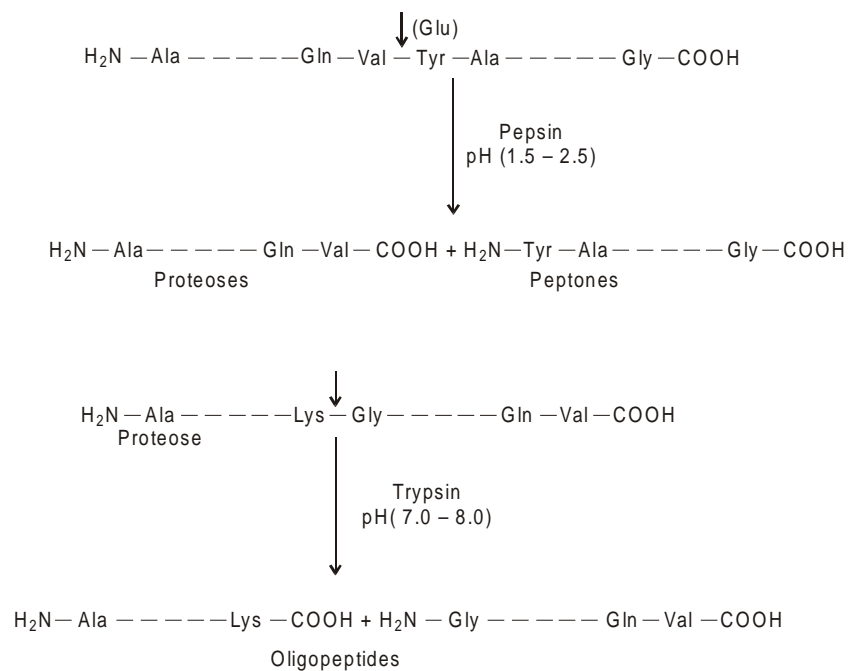 (Glu)
H₂N – Ala – – – – – Gln – Val – Tyr – Ala – – – – – Gly – COOH
Pepsin
pH (1.5 – 2.5)
H₂N – Ala – – – – – Gln – Val – COOH + H₂N – Tyr – Ala – – – – – Gly – COOH
Proteoses Peptones
H₂N – Ala – – – – – Lys – Gly – – – – – Gln – Val – COOH
Proteose
Trypsin
pH( 7.0 – 8.0)
H₂N – Ala – – – – – Lys – COOH + H₂N – Gly – – – – – Gln – Val – COOH
Oligopeptides